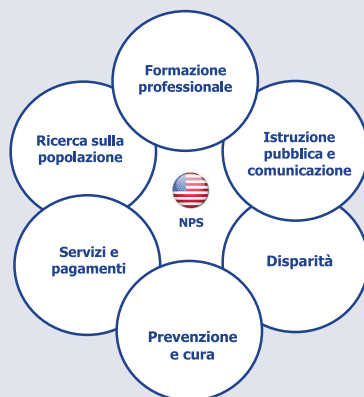 Formazione
professionale
Ricerca sulla
popolazione
Istruzione
pubblica e
comunicazione
NPS
Servizi e
pagamenti
Disparità
Prevenzione
e cura